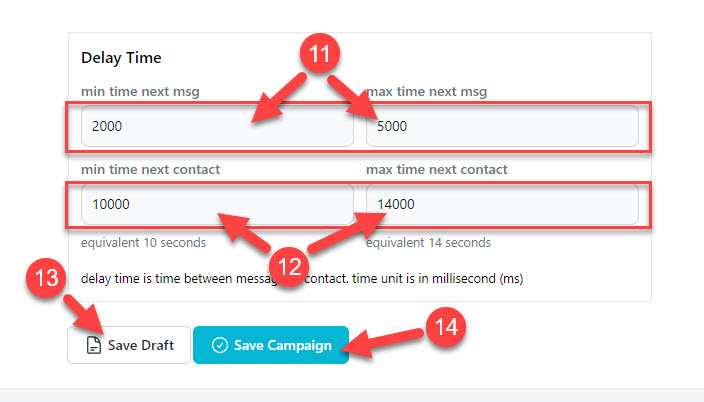 Delay Time
11
min time next msg max time next msg
2000 5000
min time next contact max time next contact
10000 14000
equivalent 10 seconds equivalent 14 seconds
12
delay time is time between messag contact. time unit is in millisecond (ms)
13
14
Save Draft Save Campaign